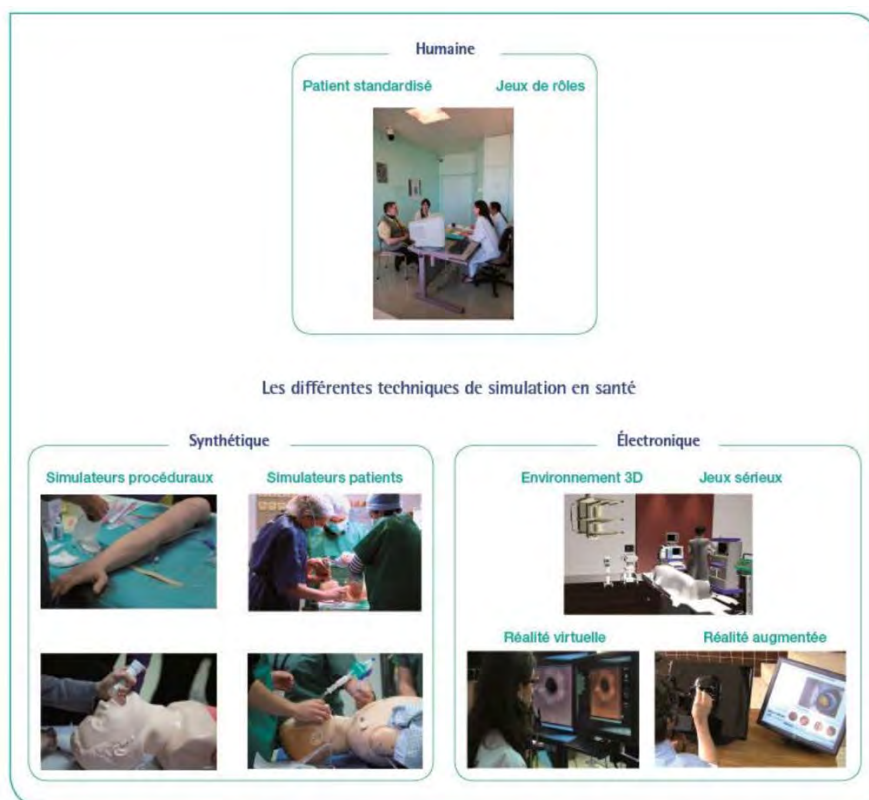 Humaine
Patient standardisé
Jeux de rôles
Les différentes techniques de simulation en santé
Synthétique
Simulateurs procéduraux
Simulateurs patients
Électronique
Environnement 3D
Jeux sérieux
Réalité virtuelle
Réalité augmentée